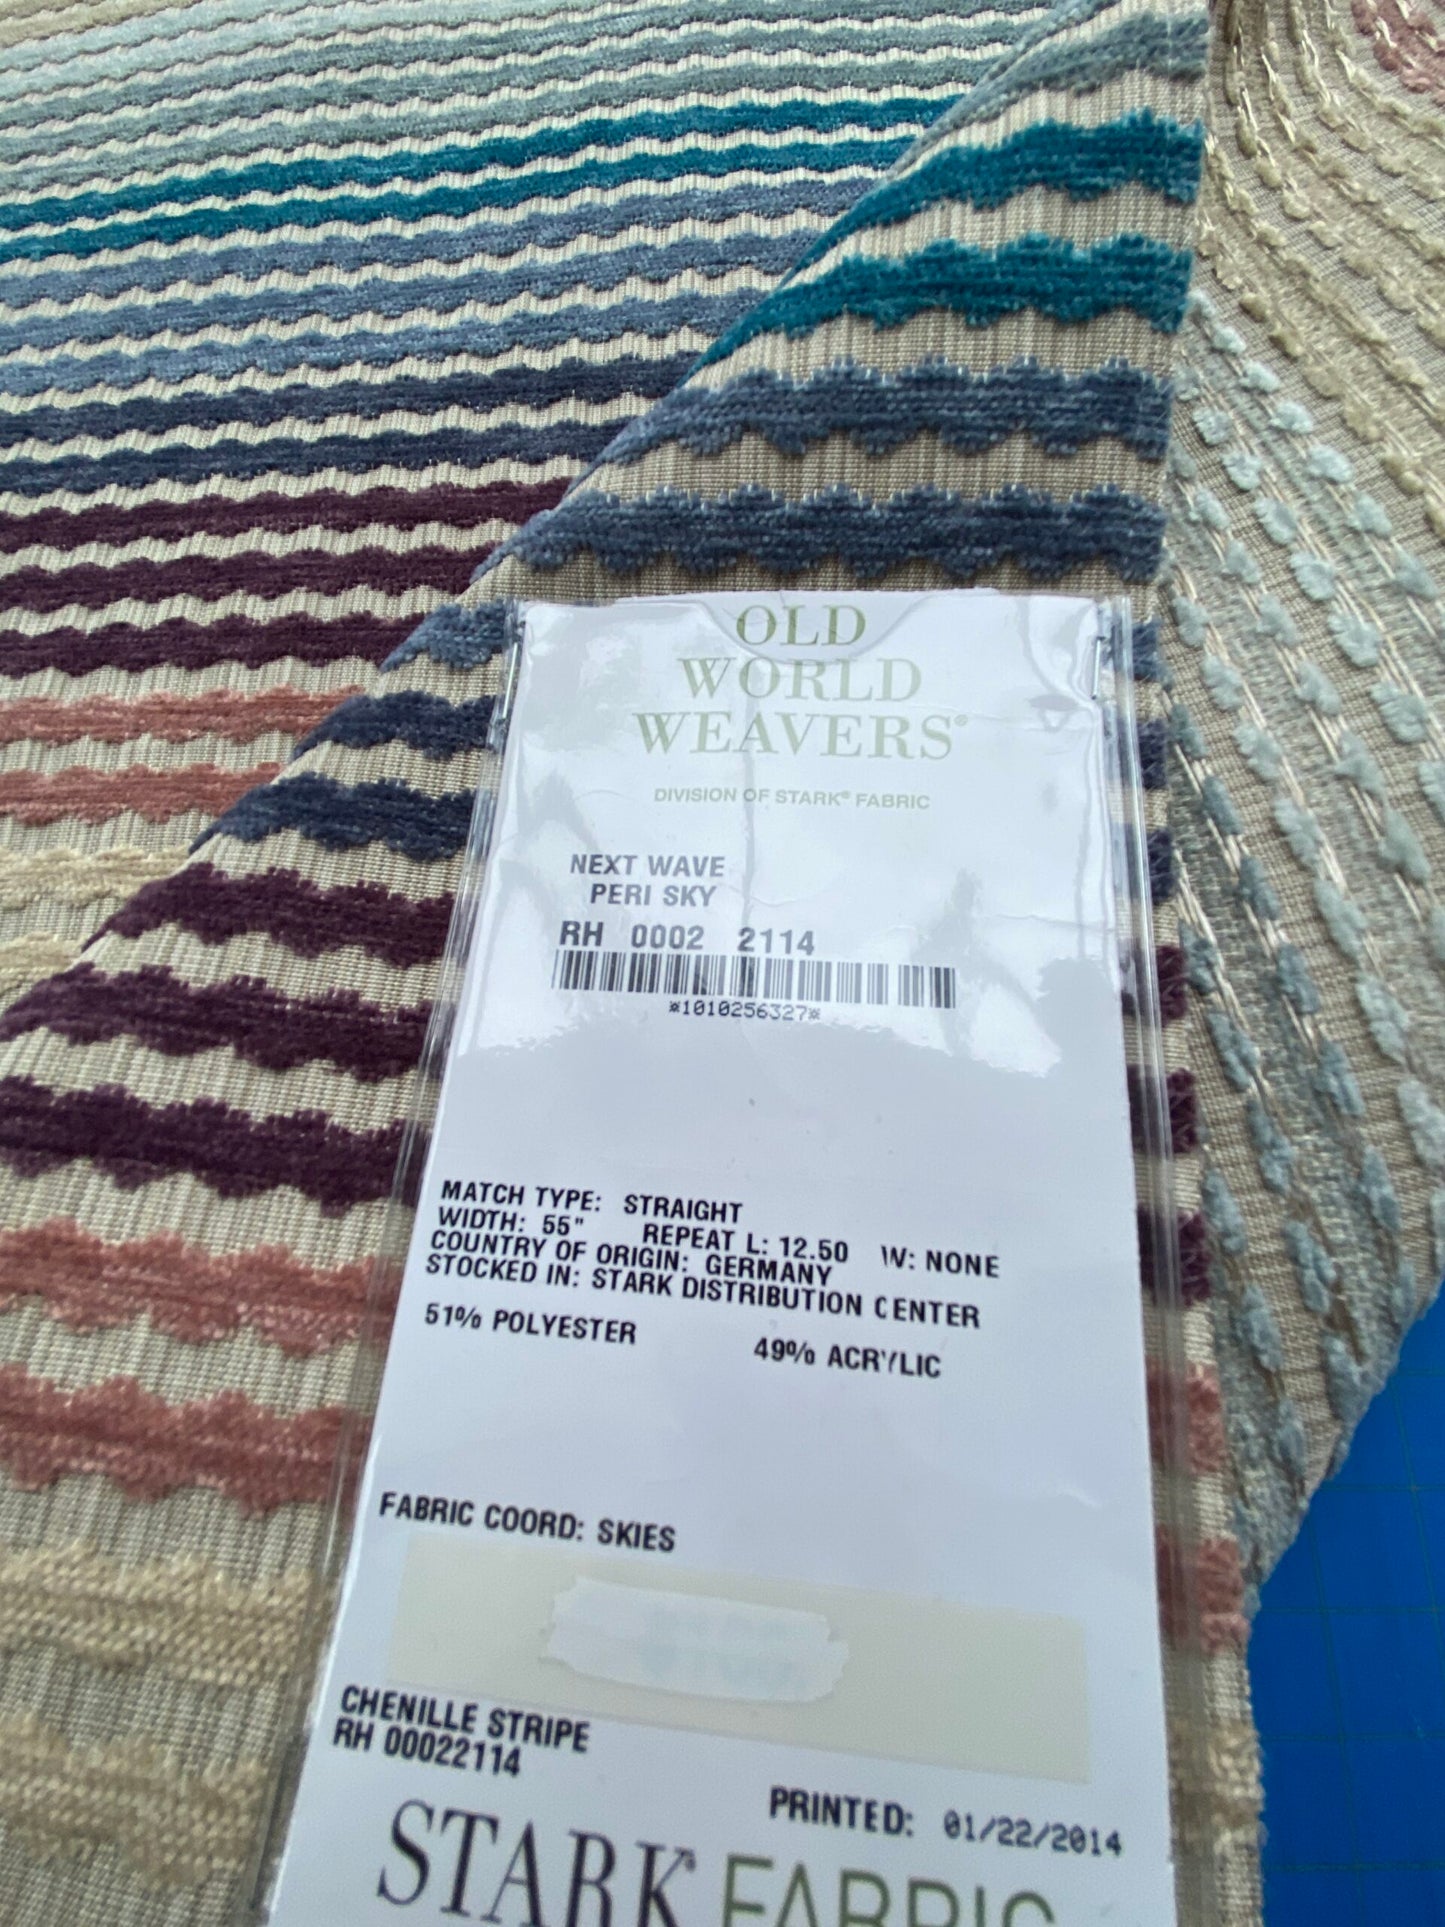 OLD
WORLD
WEAVERS®
DIVISION OF STARK® FABRIC
NEXT WAVE
PERI SKY
RH 0002 2114
*1010256327*
MATCH TYPE: STRAIGHT
WIDTH: 55" REPEAT L: 12.50 W: NONE
COUNTRY OF ORIGIN: GERMANY
STOCKED IN: STARK DISTRIBUTION CENTER
51% POLYESTER 49% ACRYLIC
FABRIC COORD: SKIES
CHENILLE STRIPE
RH 00022114
PRINTED: 01/22/2014
STARK FABRIC